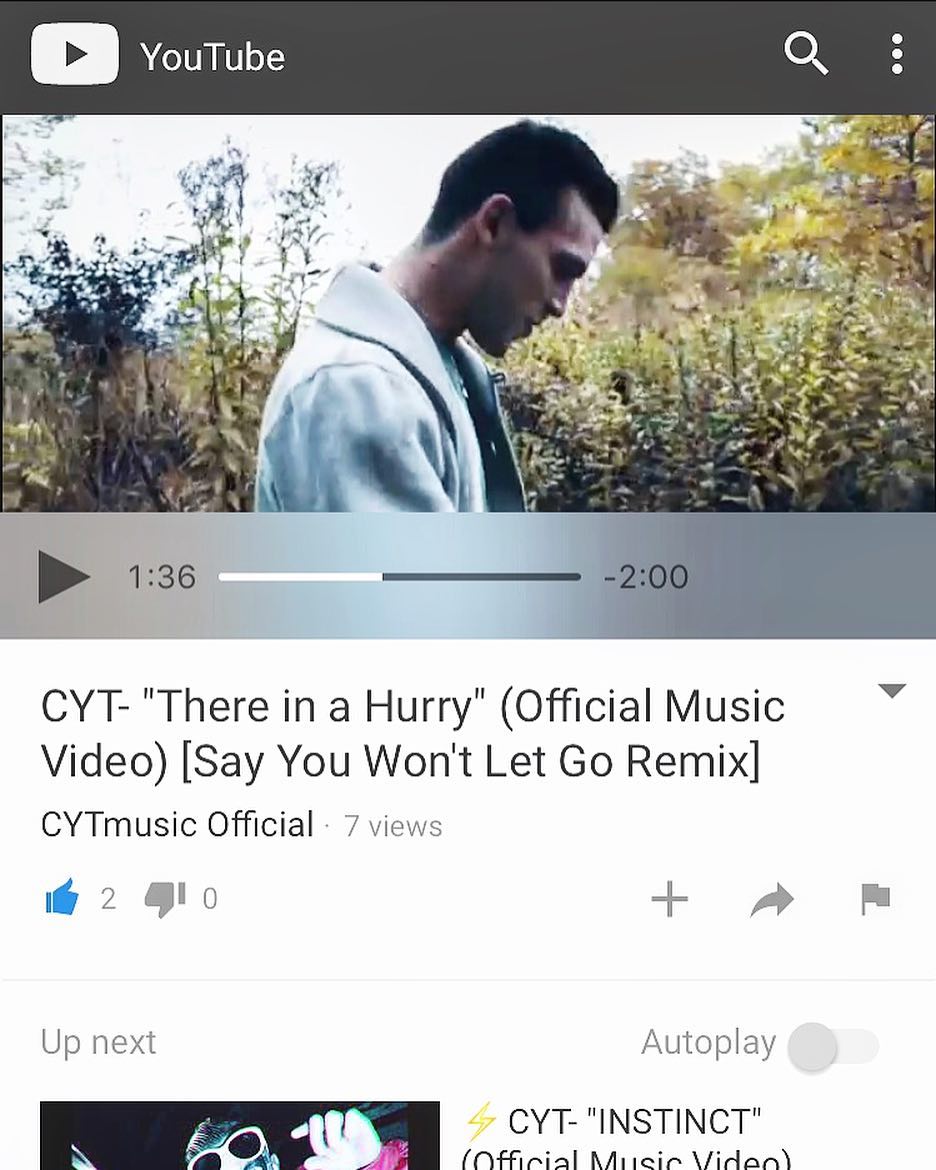 YouTube
1:36
-2:00
CYT- "There in a Hurry" (Official Music
Video) [Say You Won't Let Go Remix]
CYTmusic Official · 7 views
2 0
Up next
Autoplay
⚡ CYT- "INSTINCT"
(Official Music Video)